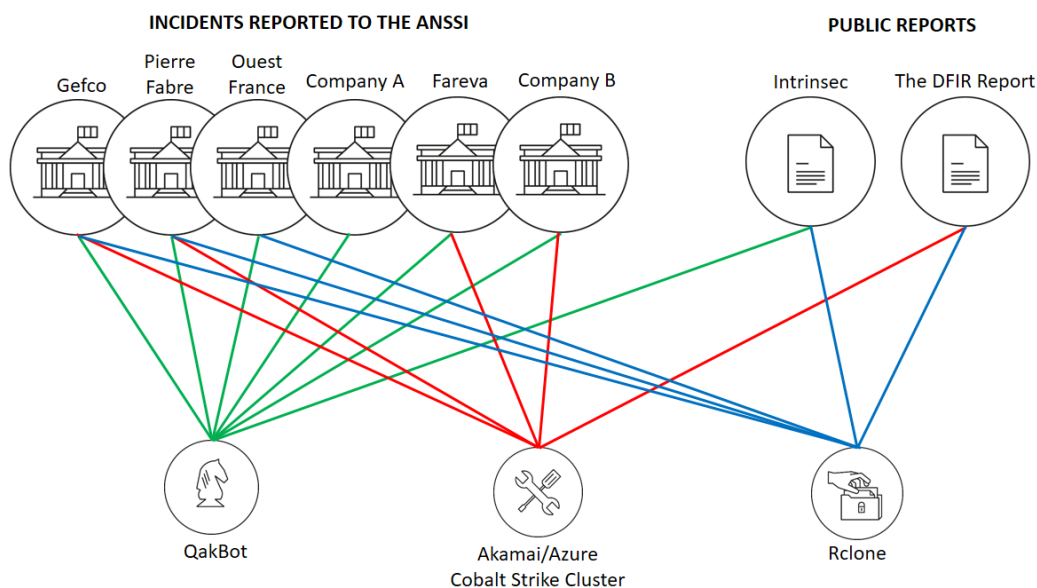 INCIDENTS REPORTED TO THE ANSSI
PUBLIC REPORTS
Gefco
Pierre
Fabre
Ouest
France
Company A
Fareva
Company B
Intrinsec
The DFIR Report
QakBot
Akamai/Azure
Cobalt Strike Cluster
Rclone